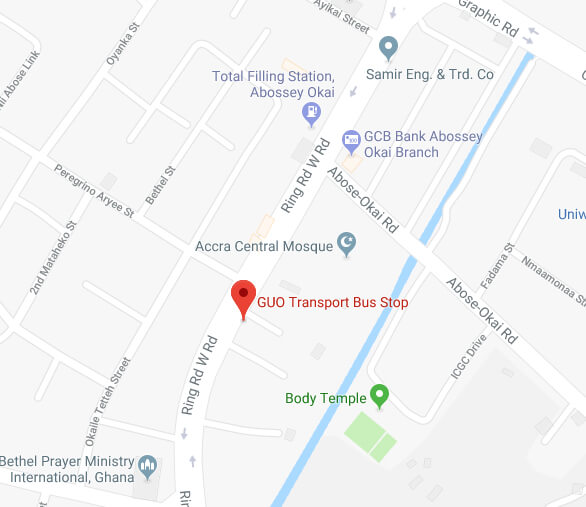 Ayikai Street
Graphic Rd
Oyanka St
Nii Abose Link
Samir Eng. & Trd. Co
Total Filling Station,
Abossey Okai
GCB Bank Abossey
Okai Branch
Ring Rd W Rd
Abose-Okai Rd
Peregrino Aryee St
Bethel St
2nd Mataheko St
Accra Central Mosque
Uniw
Fadama St
Nmaamonaa St
Abose-Okai Rd
GUO Transport Bus Stop
ICGC Drive
Ring Rd W Rd
Okaile Tetteh Street
Body Temple
Bethel Prayer Ministry
International, Ghana
Rin